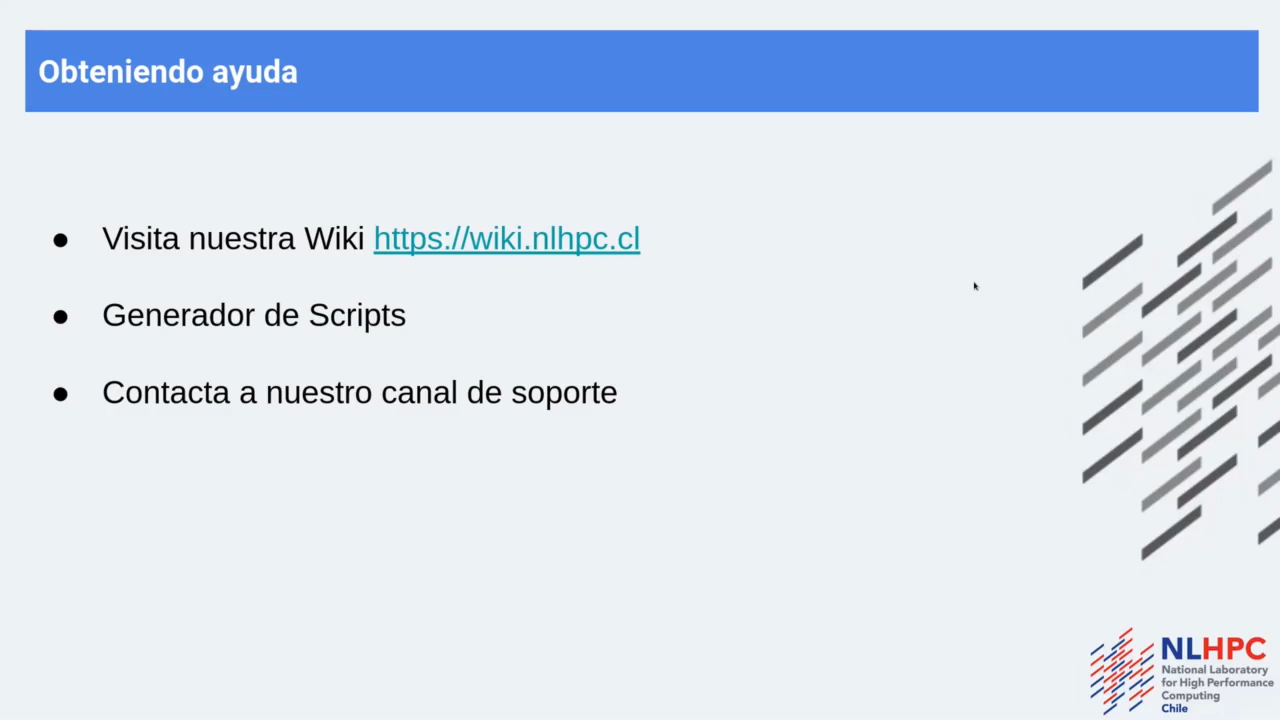 Obteniendo ayuda
● Visita nuestra Wiki https://wiki.nlhpc.cl
● Generador de Scripts
● Contacta a nuestro canal de soporte
NLHPC
National Laboratory
for High Performance
Computing
Chile